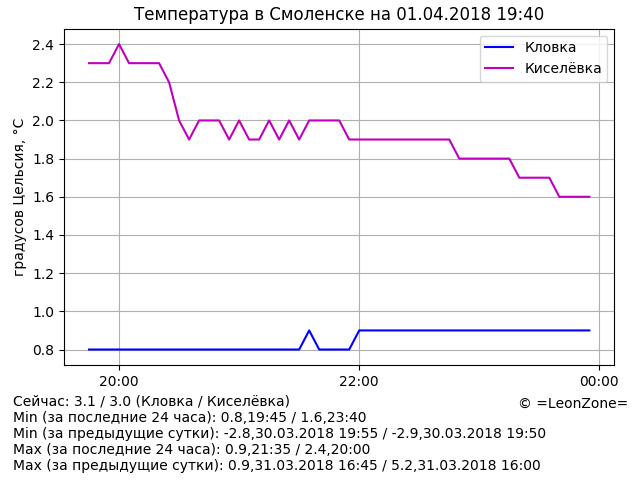 Температура в Смоленске на 01.04.2018 19:40
Кловка
Киселёвка
градусов Цельсия, °C
2.4
2.2
2.0
1.8
1.6
1.4
1.2
1.0
0.8
20:00 22:00 00:00
© =LeonZone=
Сейчас: 3.1 / 3.0 (Кловка / Киселёвка)
Min (за последние 24 часа): 0.8,19:45 / 1.6,23:40
Min (за предыдущие сутки): -2.8,30.03.2018 19:55 / -2.9,30.03.2018 19:50
Max (за последние 24 часа): 0.9,21:35 / 2.4,20:00
Max (за предыдущие сутки): 0.9,31.03.2018 16:45 / 5.2,31.03.2018 16:00